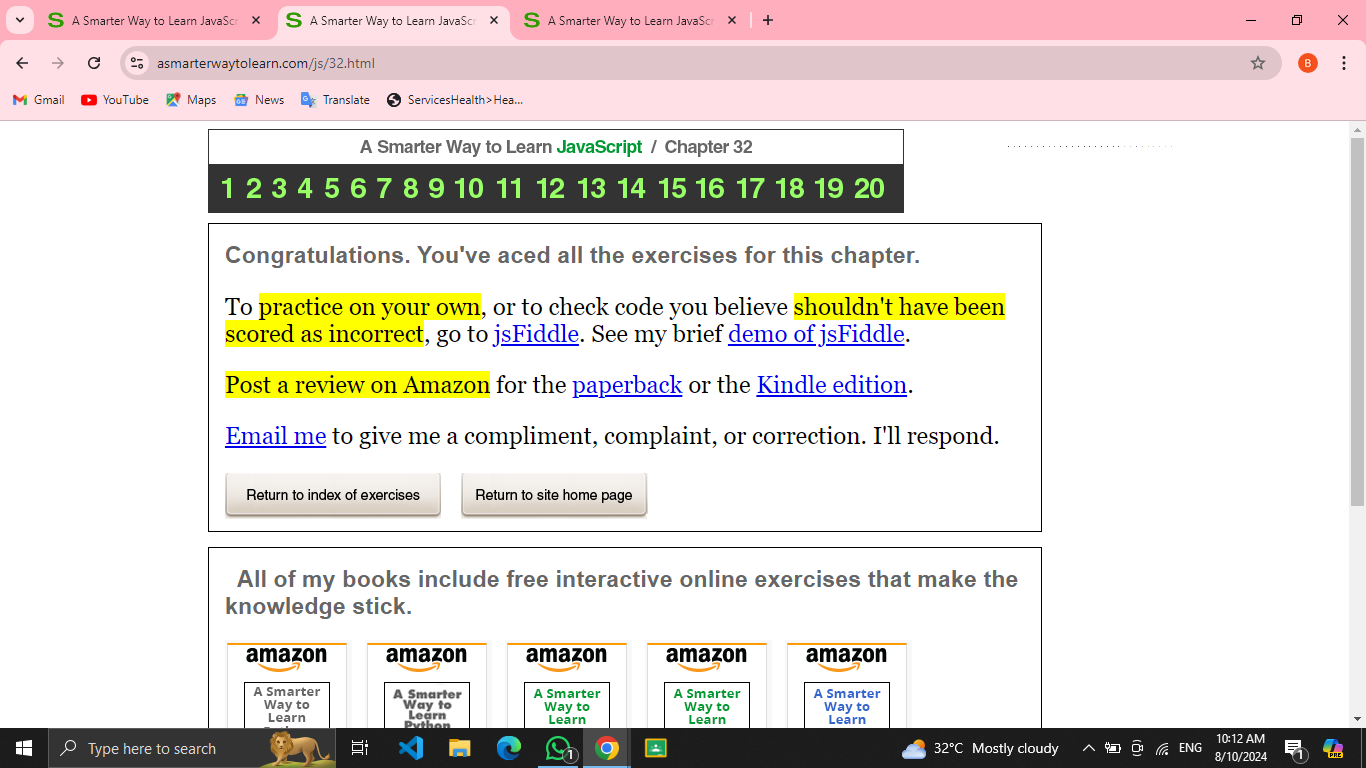 A Smarter Way to Learn JavaScr
A Smarter Way to Learn JavaScr
A Smarter Way to Learn JavaScr
asmarterwaytolearn.com/js/32.html
B
Gmail YouTube Maps News Translate ServicesHealth>Hea...
A Smarter Way to Learn JavaScript / Chapter 32
1 2 3 4 5 6 7 8 9 10 11 12 13 14 15 16 17 18 19 20
Congratulations. You've aced all the exercises for this chapter.
To practice on your own, or to check code you believe shouldn't have been
scored as incorrect, go to jsFiddle. See my brief demo of jsFiddle.
Post a review on Amazon for the paperback or the Kindle edition.
Email me to give me a compliment, complaint, or correction. I'll respond.
Return to index of exercises Return to site home page
All of my books include free interactive online exercises that make the
knowledge stick.
amazon amazon amazon amazon amazon
A Smarter A Smarter A Smarter A Smarter A Smarter
Way to Way to Way to Way to Way to
Learn Learn Python Learn Learn Learn
Type here to search
1
32°C Mostly cloudy
ENG
10:12 AM
8/10/2024
1
PRE